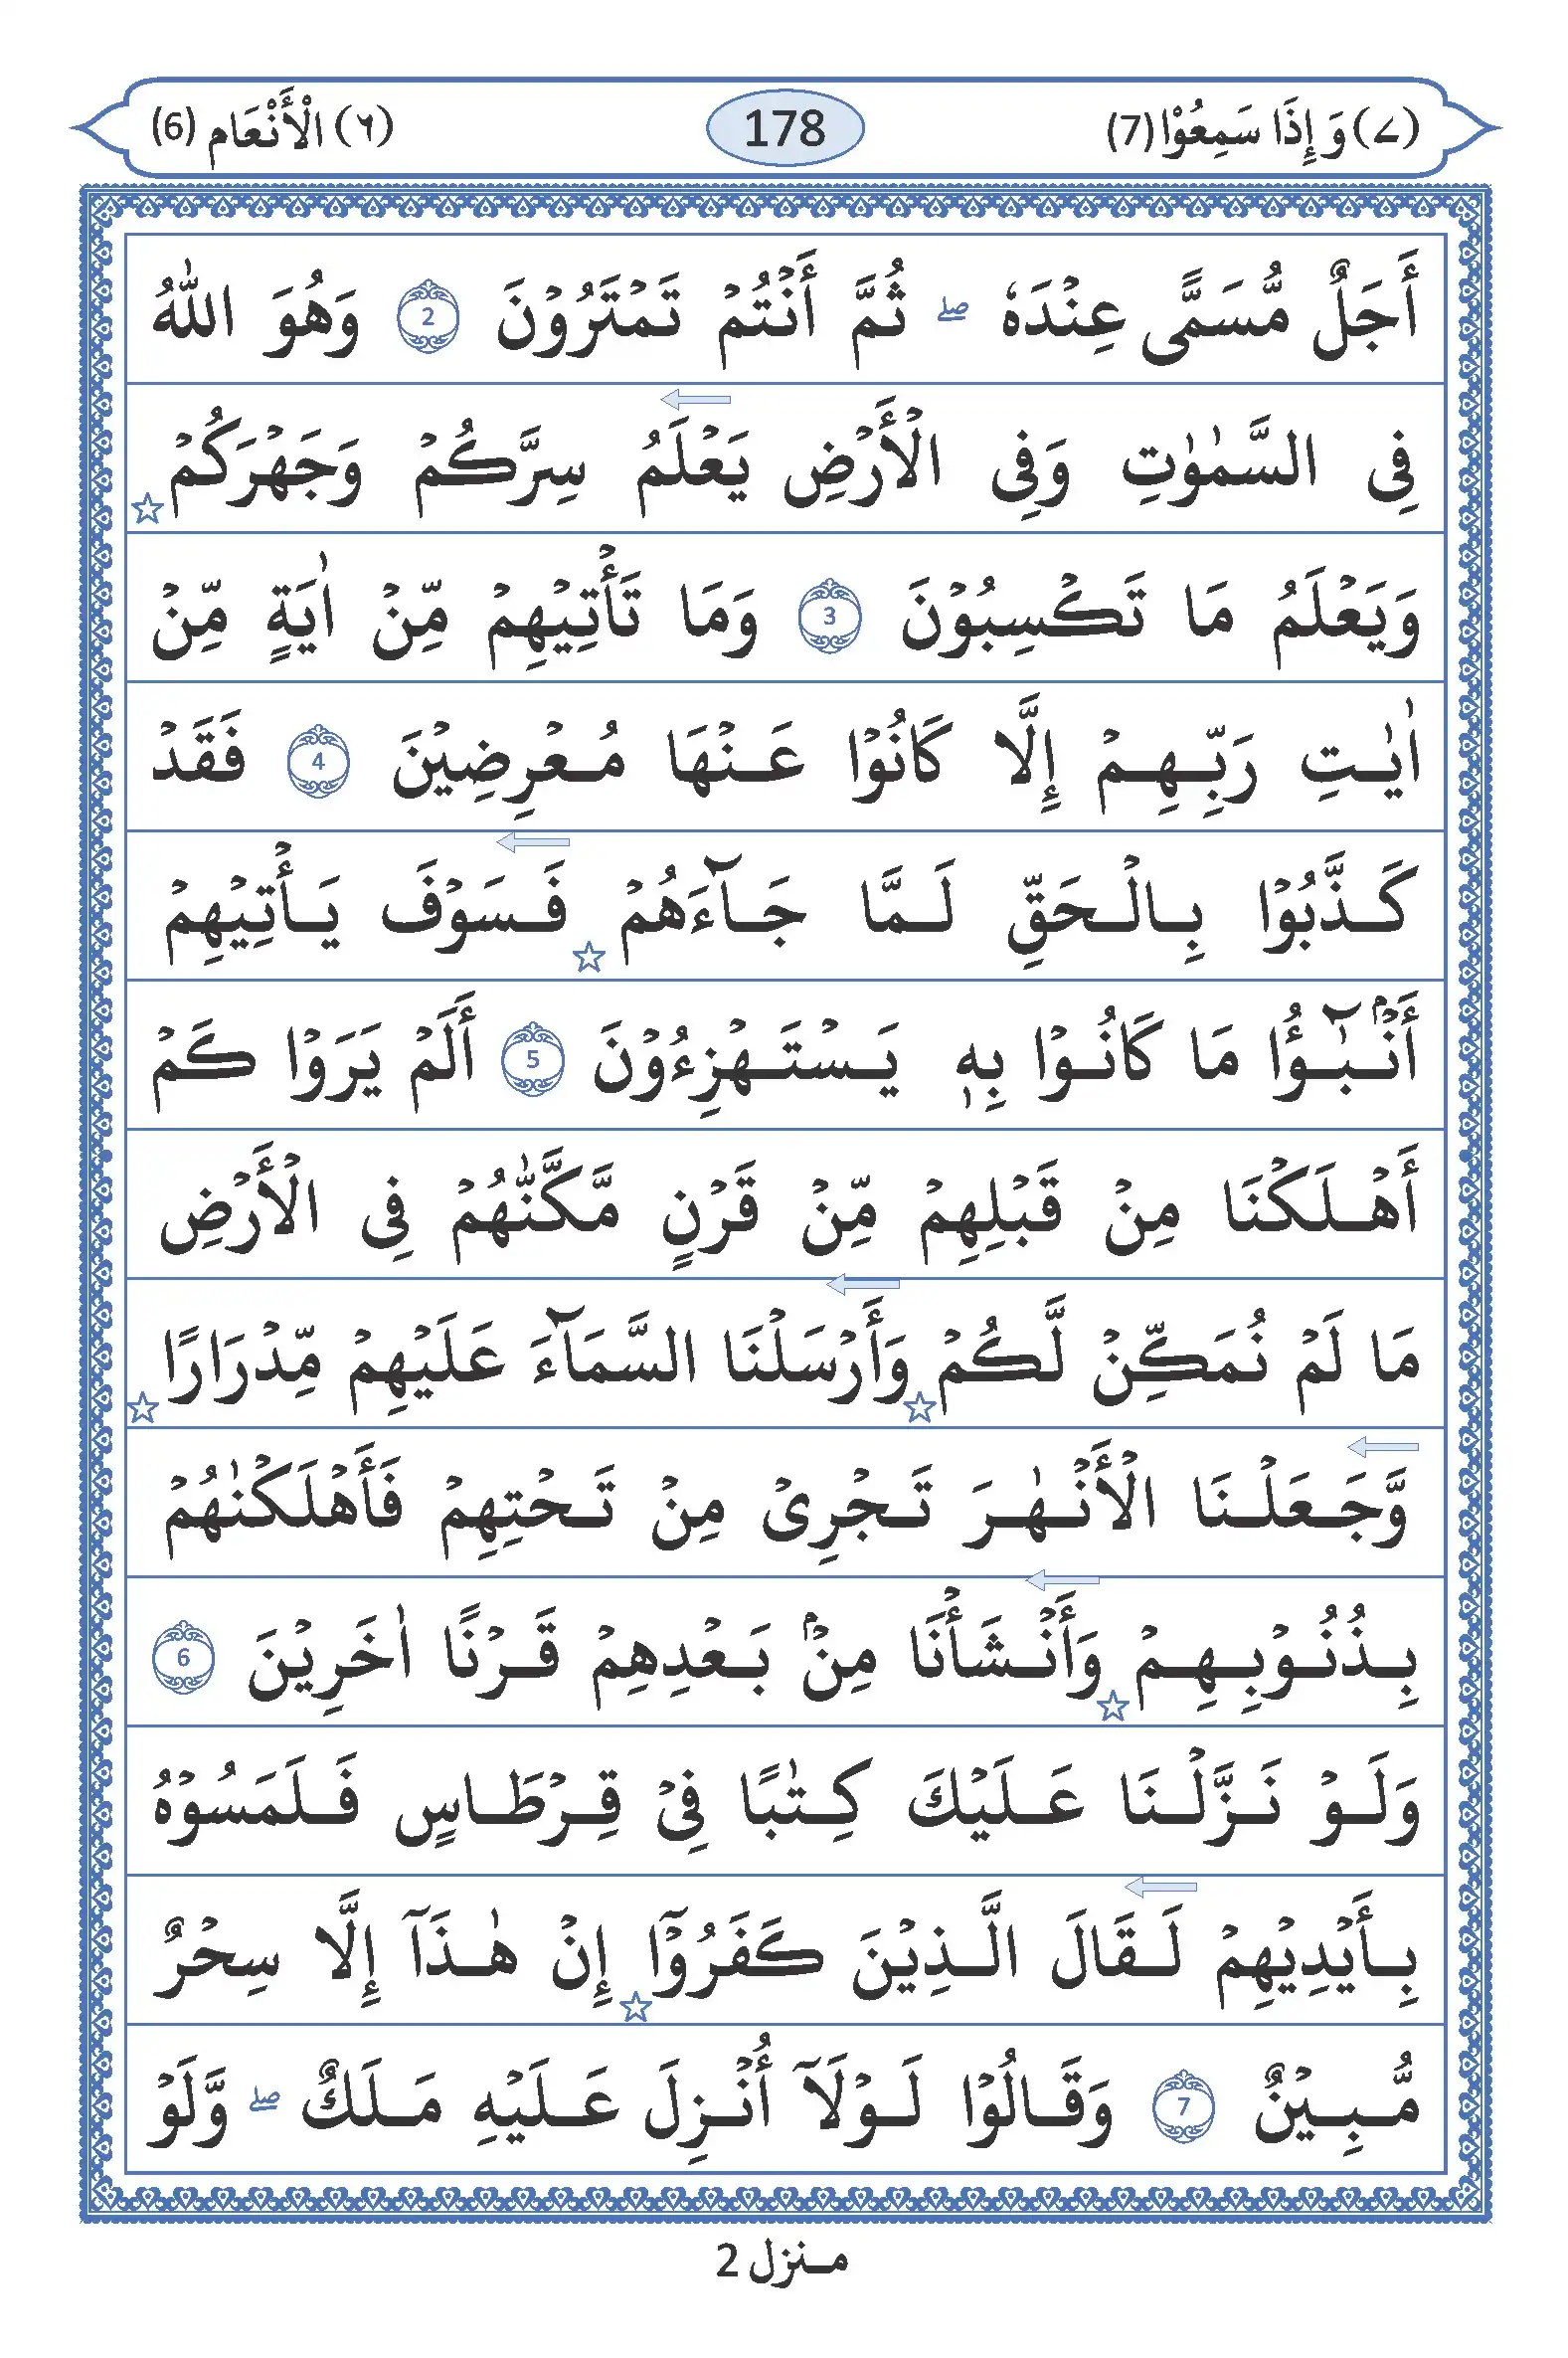 (٧) وَ إِذَا سَمِعُوْا (7) 178 (٦) الْأَنْعَام (6)
أَجَلٌ مُّسَمًّى عِنْدَهٗ ۖ ثُمَّ أَنْتُمْ تَمْتَرُوْنَ 2 وَهُوَ اللّٰهُ
فِى السَّمٰوٰتِ وَفِى الْأَرْضِ يَعْلَمُ سِرَّكُمْ وَجَهْرَكُمْ ☆
وَيَعْلَمُ مَا تَكْسِبُوْنَ 3 وَمَا تَأْتِيْهِمْ مِّنْ اٰيَةٍ مِّنْ
اٰيٰتِ رَبِّهِمْ إِلَّا كَانُوْا عَنْهَا مُعْرِضِيْنَ 4 فَقَدْ
كَذَّبُوْا بِالْحَقِّ لَمَّا جَآءَهُمْ ☆ فَسَوْفَ يَأْتِيْهِمْ
أَنْۢبٰٓؤُا مَا كَانُوْا بِهٖ يَسْتَهْزِءُوْنَ 5 أَلَمْ يَرَوْا كَمْ
أَهْلَكْنَا مِنْ قَبْلِهِمْ مِّنْ قَرْنٍ مَّكَّنّٰهُمْ فِى الْأَرْضِ
مَا لَمْ نُمَكِّنْ لَّكُمْ ☆ وَأَرْسَلْنَا السَّمَآءَ عَلَيْهِمْ مِّدْرَارًا ☆
وَّجَعَلْنَا الْأَنْهٰرَ تَجْرِىْ مِنْ تَحْتِهِمْ فَأَهْلَكْنٰهُمْ
بِذُنُوْبِهِمْ ☆ وَأَنْشَأْنَا مِنْۢ بَعْدِهِمْ قَرْنًا اٰخَرِيْنَ 6
وَلَوْ نَزَّلْنَا عَلَيْكَ كِتٰبًا فِىْ قِرْطَاسٍ فَلَمَسُوْهُ
بِأَيْدِيْهِمْ لَقَالَ الَّذِيْنَ كَفَرُوْٓا ☆ إِنْ هٰذَآ إِلَّا سِحْرٌ
مُّبِيْنٌ 7 وَقَالُوْا لَوْلَآ أُنْزِلَ عَلَيْهِ مَلَكٌ ۖ وَّلَوْ
منزل 2